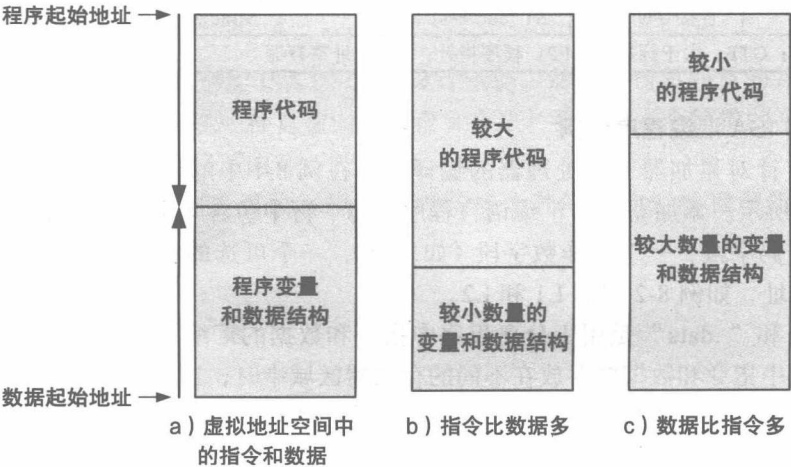 程序起始地址
程序代码
程序变量
和数据结构
数据起始地址
a）虚拟地址空间中
的指令和数据
较大
的程序代码
较小数量的
变量和数据结构
b）指令比数据多
较小
的程序代码
较大数量的变量
和数据结构
c）数据比指令多